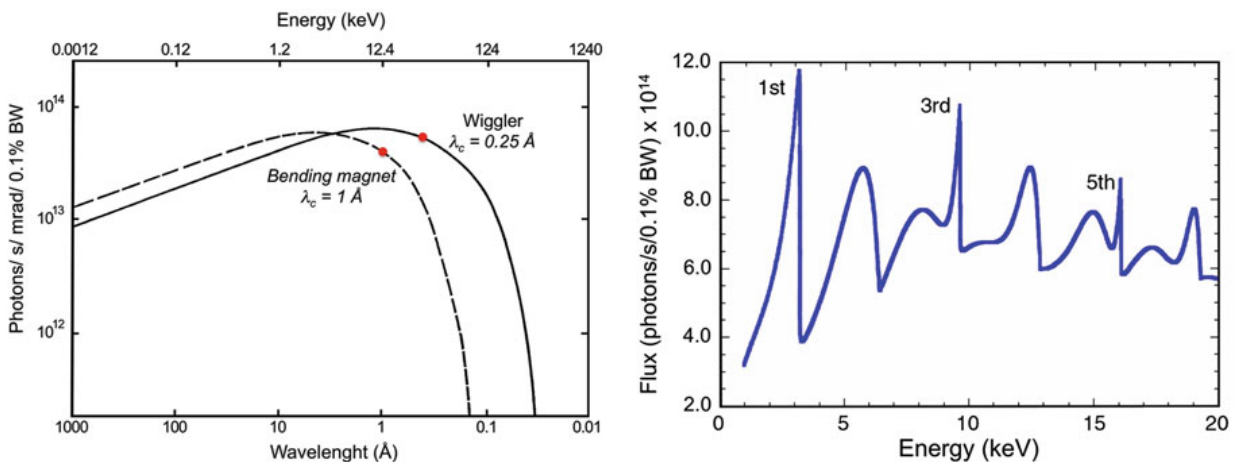 Energy (keV)
0.0012 0.12 1.2 12.4 124 1240
Photons/ s/ mrad/ 0.1% BW
10¹⁴
10¹³
10¹²
Wiggler
λc = 0.25 Å
Bending magnet
λc = 1 Å
1000 100 10 1 0.1 0.01
Wavelenght (Å)
Flux (photons/s/0.1% BW) x 10¹⁴
12.0
10.0
8.0
6.0
4.0
2.0
1st
3rd
5th
0 5 10 15 20
Energy (keV)